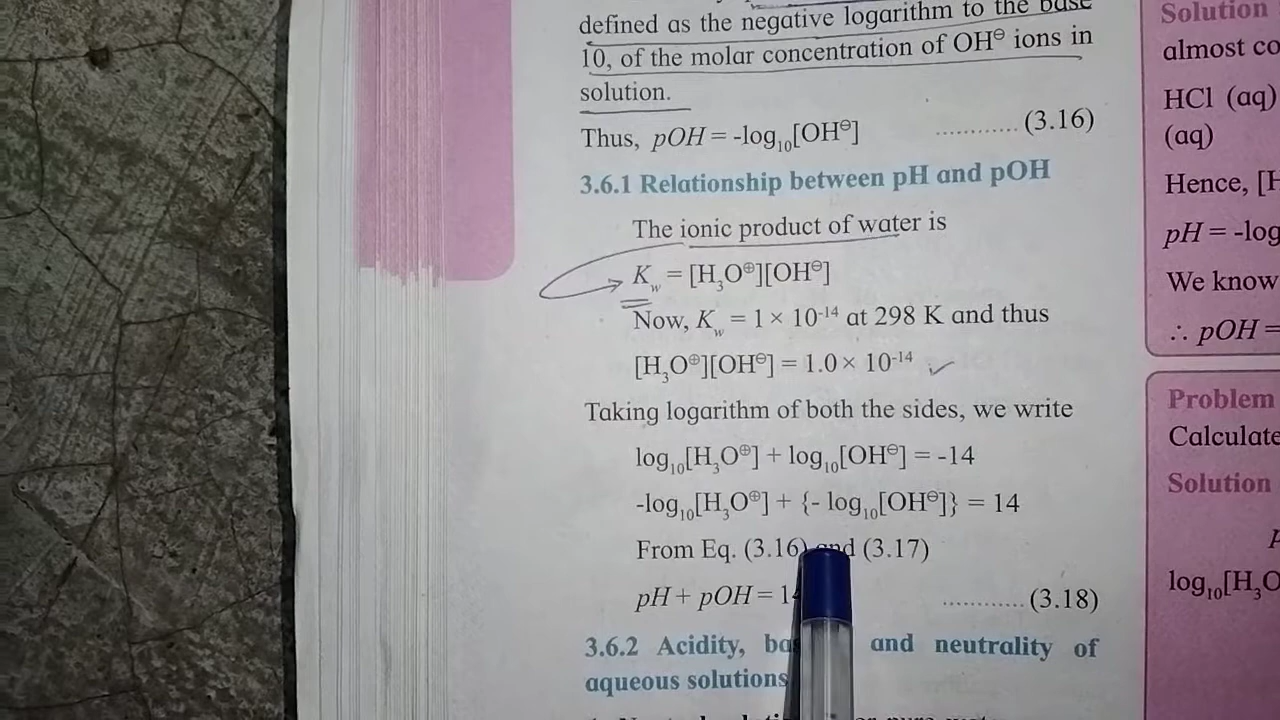 defined as the negative logarithm to the base
10, of the molar concentration of OH⊖ ions in
solution.
Thus, pOH = -log₁₀[OH⊖] ............ (3.16)
3.6.1 Relationship between pH and pOH
The ionic product of water is
K_w = [H₃O⊕][OH⊖]
Now, K_w = 1 × 10⁻¹⁴ at 298 K and thus
[H₃O⊕][OH⊖] = 1.0 × 10⁻¹⁴
Taking logarithm of both the sides, we write
log₁₀[H₃O⊕] + log₁₀[OH⊖] = -14
-log₁₀[H₃O⊕] + {- log₁₀[OH⊖]} = 14
From Eq. (3.16) and (3.17)
pH + pOH = 14 ............ (3.18)
3.6.2 Acidity, and neutrality of
aqueous solutions
Solution
almost
HCl (aq)
(aq)
Hence,
pH = -log
We know
∴ pOH =
Problem
Calculate
Solution
log₁₀[H₃O